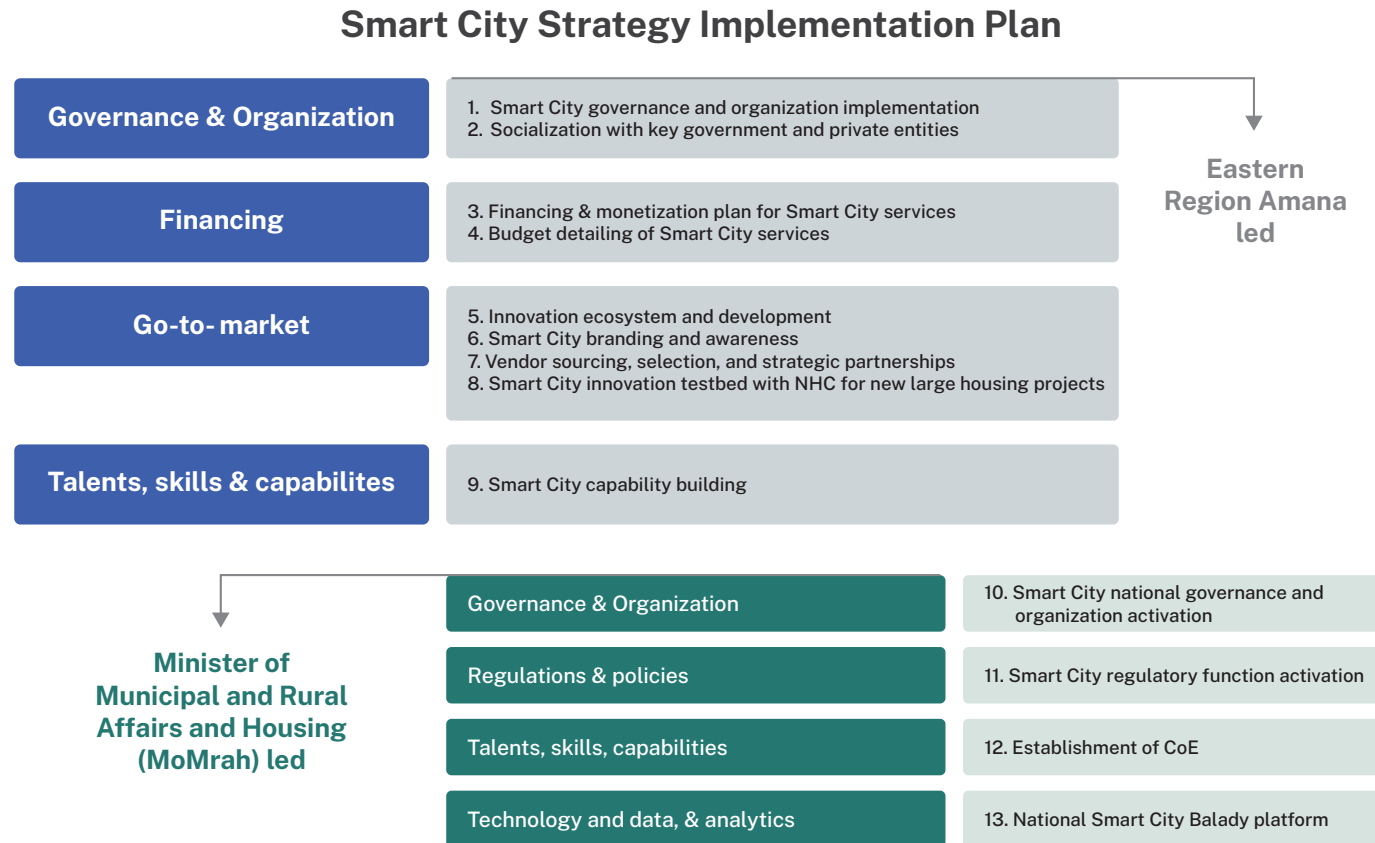 Smart City Strategy Implementation Plan
Governance & Organization
1. Smart City governance and organization implementation
2. Socialization with key government and private entities
Eastern
Region Amana
led
Financing
3. Financing & monetization plan for Smart City services
4. Budget detailing of Smart City services
Go-to- market
5. Innovation ecosystem and development
6. Smart City branding and awareness
7. Vendor sourcing, selection, and strategic partnerships
8. Smart City innovation testbed with NHC for new large housing projects
Talents, skills & capabilites
9. Smart City capability building
Minister of
Municipal and Rural
Affairs and Housing
(MoMrah) led
Governance & Organization
10. Smart City national governance and
organization activation
Regulations & policies
11. Smart City regulatory function activation
Talents, skills, capabilities
12. Establishment of CoE
Technology and data, & analytics
13. National Smart City Balady platform